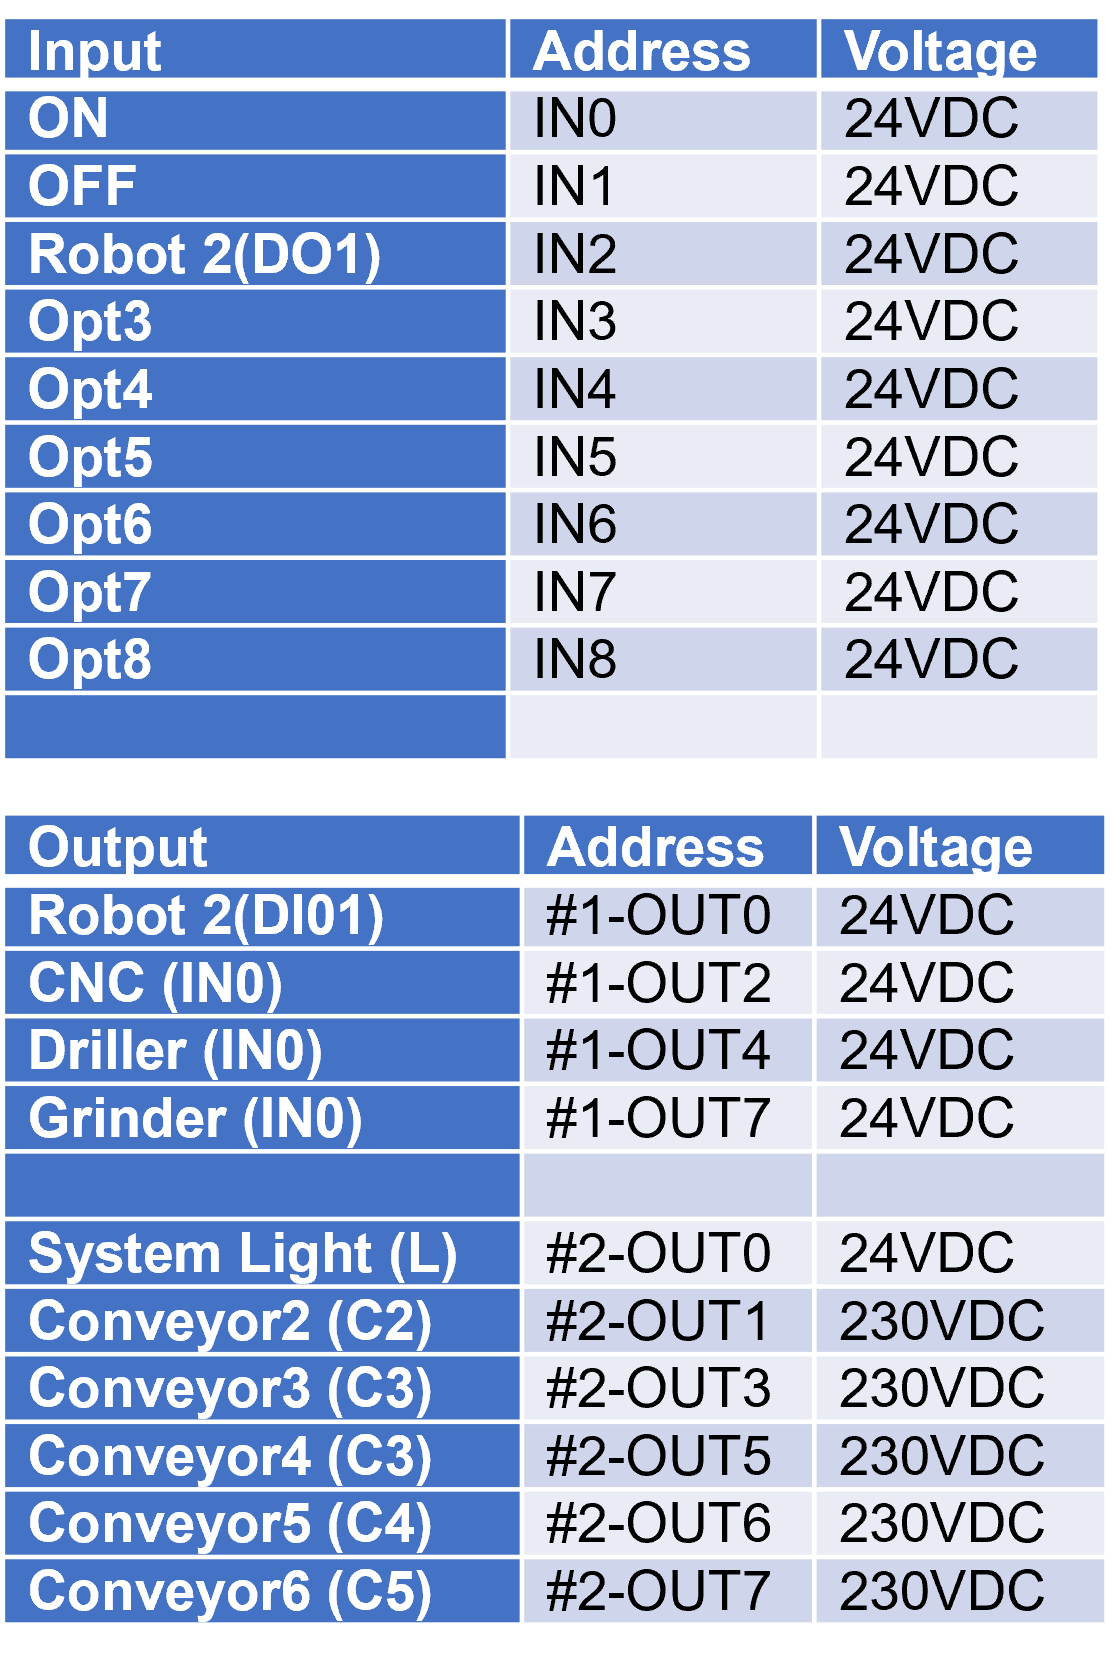 Input Address Voltage
ON IN0 24VDC
OFF IN1 24VDC
Robot 2(DO1) IN2 24VDC
Opt3 IN3 24VDC
Opt4 IN4 24VDC
Opt5 IN5 24VDC
Opt6 IN6 24VDC
Opt7 IN7 24VDC
Opt8 IN8 24VDC
Output Address Voltage
Robot 2(DI01) #1-OUT0 24VDC
CNC (IN0) #1-OUT2 24VDC
Driller (IN0) #1-OUT4 24VDC
Grinder (IN0) #1-OUT7 24VDC
System Light (L) #2-OUT0 24VDC
Conveyor2 (C2) #2-OUT1 230VDC
Conveyor3 (C3) #2-OUT3 230VDC
Conveyor4 (C3) #2-OUT5 230VDC
Conveyor5 (C4) #2-OUT6 230VDC
Conveyor6 (C5) #2-OUT7 230VDC